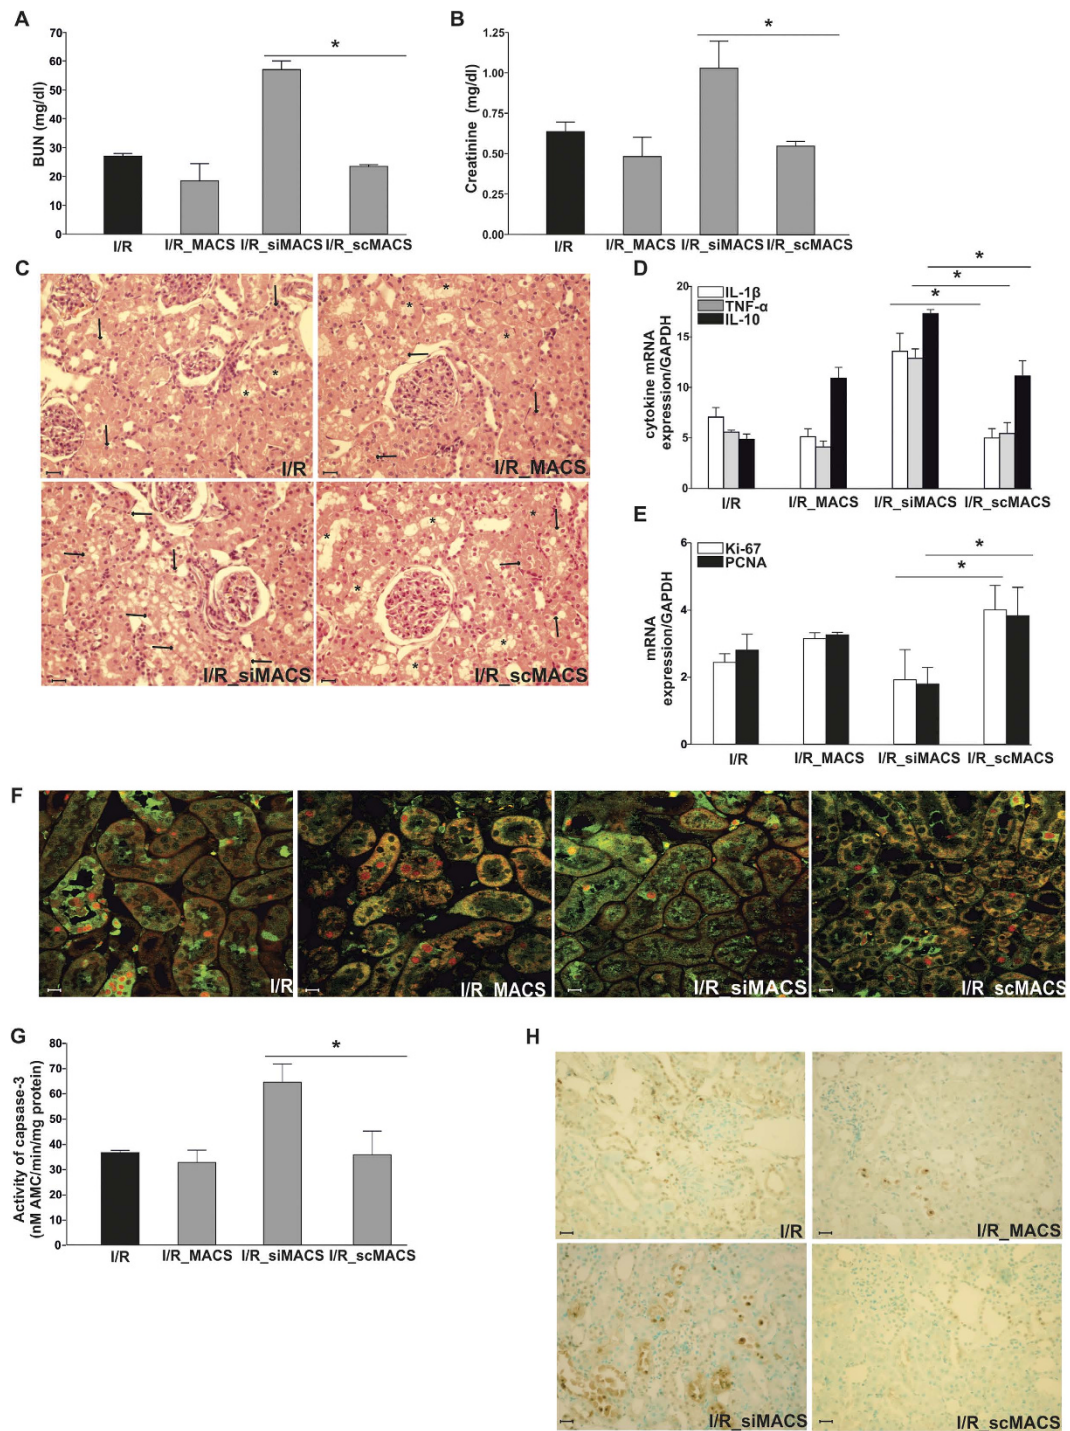 A
BUN (mg/dl)
70
60
50
40
30
20
10
0
*
I/R
I/R_MACS
I/R_siMACS
I/R_scMACS
B
Creatinine (mg/dl)
1.25
1.00
0.75
0.50
0.25
0.00
*
I/R
I/R_MACS
I/R_siMACS
I/R_scMACS
C
I/R
I/R_MACS
I/R_siMACS
I/R_scMACS
D
cytokine mRNA
expression/GAPDH
20
15
10
5
0
IL-1β
TNF-α
IL-10
*
*
*
I/R
I/R_MACS
I/R_siMACS
I/R_scMACS
E
mRNA
expression/GAPDH
6
4
2
0
Ki-67
PCNA
*
*
I/R
I/R_MACS
I/R_siMACS
I/R_scMACS
F
I/R
I/R_MACS
I/R_siMACS
I/R_scMACS
G
Activity of capsase-3
(nM AMC/min/mg protein)
80
70
60
50
40
30
20
10
0
*
I/R
I/R_MACS
I/R_siMACS
I/R_scMACS
H
I/R
I/R_MACS
I/R_siMACS
I/R_scMACS